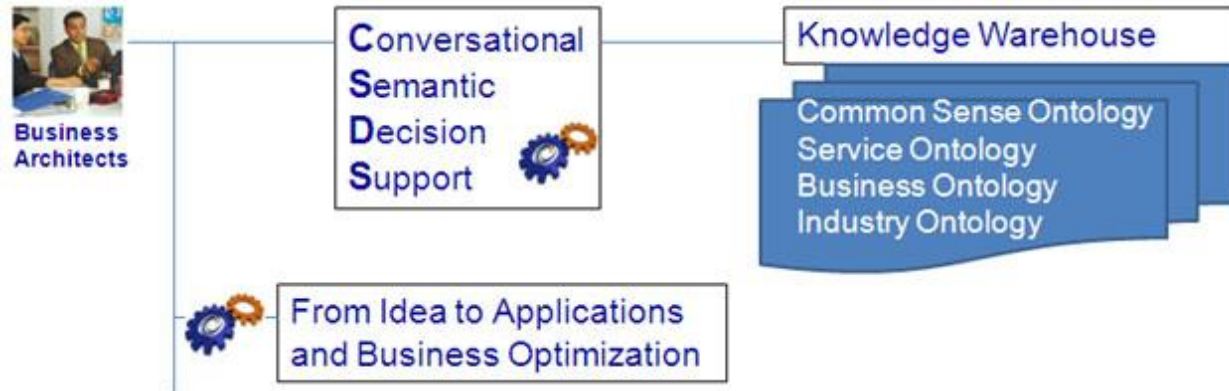 Business
Architects
Conversational
Semantic
Decision
Support
Knowledge Warehouse
Common Sense Ontology
Service Ontology
Business Ontology
Industry Ontology
From Idea to Applications
and Business Optimization